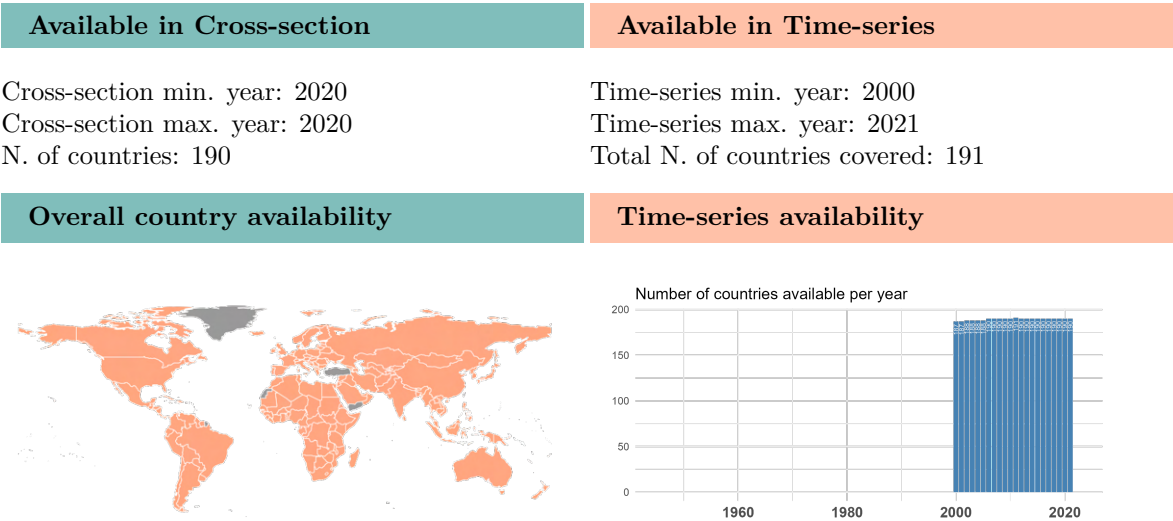 Available in Cross-section
Available in Time-series
Cross-section min. year: 2020
Cross-section max. year: 2020
N. of countries: 190
Time-series min. year: 2000
Time-series max. year: 2021
Total N. of countries covered: 191
Overall country availability
Time-series availability
Number of countries available per year
200
150
100
50
0
1960 1980 2000 2020